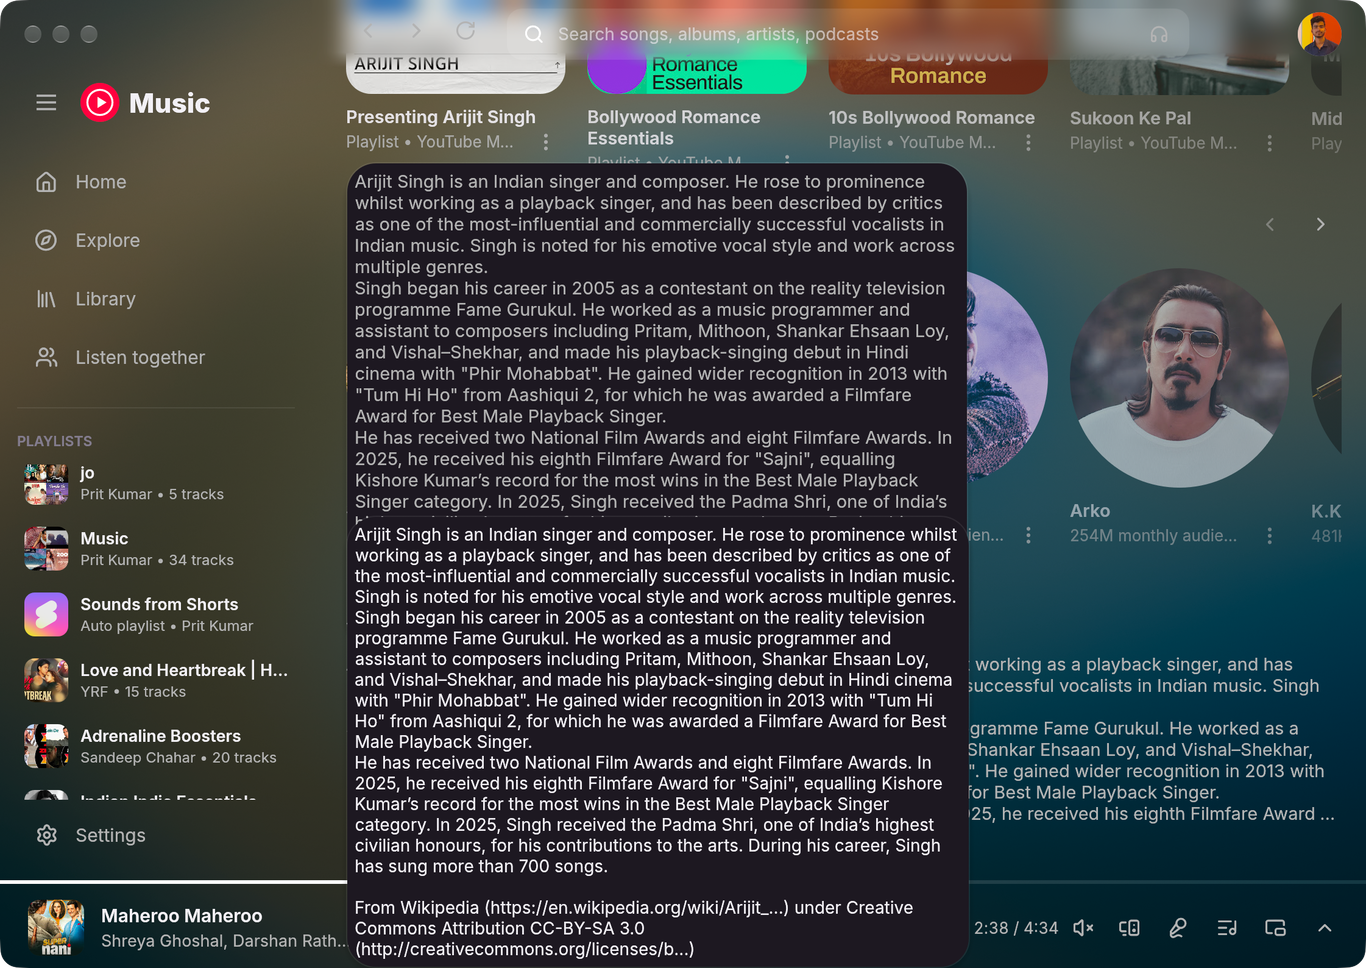 Search songs, albums, artists, podcasts
Music
Home
Explore
Library
Listen together
PLAYLISTS
jo
Prit Kumar • 5 tracks
Music
Prit Kumar • 34 tracks
Sounds from Shorts
Auto playlist • Prit Kumar
Love and Heartbreak | H...
YRF • 15 tracks
Adrenaline Boosters
Sandeep Chahar • 20 tracks
Indian Indie Essentials
Settings
ARIJIT SINGH
Presenting Arijit Singh
Playlist • YouTube M...
Romance
Essentials
Bollywood Romance
Essentials
Playlist • YouTube M
10s Bollywood
Romance
10s Bollywood Romance
Playlist • YouTube M...
Sukoon Ke Pal
Playlist • YouTube M...
Mid
Play
Arijit Singh is an Indian singer and composer. He rose to prominence
whilst working as a playback singer, and has been described by critics
as one of the most-influential and commercially successful vocalists in
Indian music. Singh is noted for his emotive vocal style and work across
multiple genres.
Singh began his career in 2005 as a contestant on the reality television
programme Fame Gurukul. He worked as a music programmer and
assistant to composers including Pritam, Mithoon, Shankar Ehsaan Loy,
and Vishal–Shekhar, and made his playback-singing debut in Hindi
cinema with "Phir Mohabbat". He gained wider recognition in 2013 with
"Tum Hi Ho" from Aashiqui 2, for which he was awarded a Filmfare
Award for Best Male Playback Singer.
He has received two National Film Awards and eight Filmfare Awards. In
2025, he received his eighth Filmfare Award for "Sajni", equalling
Kishore Kumar’s record for the most wins in the Best Male Playback
Singer category. In 2025, Singh received the Padma Shri, one of India’s
Arijit Singh is an Indian singer and composer. He rose to prominence whilst
working as a playback singer, and has been described by critics as one of
the most-influential and commercially successful vocalists in Indian music.
Singh is noted for his emotive vocal style and work across multiple genres.
Singh began his career in 2005 as a contestant on the reality television
programme Fame Gurukul. He worked as a music programmer and
assistant to composers including Pritam, Mithoon, Shankar Ehsaan Loy,
and Vishal–Shekhar, and made his playback-singing debut in Hindi cinema
with "Phir Mohabbat". He gained wider recognition in 2013 with "Tum Hi
Ho" from Aashiqui 2, for which he was awarded a Filmfare Award for Best
Male Playback Singer.
He has received two National Film Awards and eight Filmfare Awards. In
2025, he received his eighth Filmfare Award for "Sajni", equalling Kishore
Kumar’s record for the most wins in the Best Male Playback Singer
category. In 2025, Singh received the Padma Shri, one of India’s highest
civilian honours, for his contributions to the arts. During his career, Singh
has sung more than 700 songs.
From Wikipedia (https://en.wikipedia.org/wiki/Arijit_...) under Creative
Commons Attribution CC-BY-SA 3.0
(http://creativecommons.org/licenses/b...)
ien...
Arko
254M monthly audie...
K.K
481
working as a playback singer, and has
successful vocalists in Indian music. Singh
gramme Fame Gurukul. He worked as a
Shankar Ehsaan Loy, and Vishal–Shekhar,
". He gained wider recognition in 2013 with
for Best Male Playback Singer.
25, he received his eighth Filmfare Award ...
SUPER
nani
Maheroo Maheroo
Shreya Ghoshal, Darshan Rath...
2:38 / 4:34